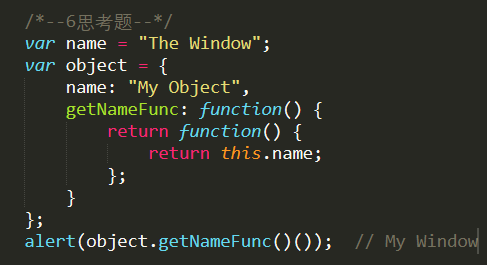 /*--6思考题--*/
var name = "The Window";
var object = {
    name: "My Object",
    getNameFunc: function() {
        return function() {
            return this.name;
        };
    }
};
alert(object.getNameFunc()());  // My Window